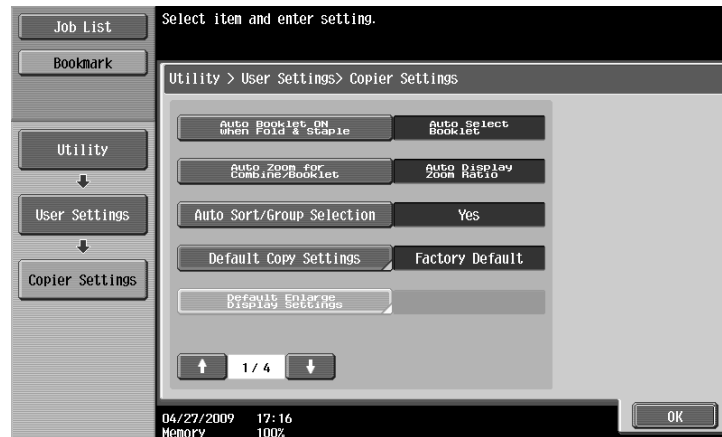 Job List
Bookmark
Utility
User Settings
Copier Settings
Select item and enter setting.
Utility > User Settings> Copier Settings
Auto Booklet ON
when Fold & Staple
Auto Select
Booklet
Auto Zoom for
Combine/Booklet
Auto Display
Zoom Ratio
Auto Sort/Group Selection
Yes
Default Copy Settings
Factory Default
Default Enlarge
Display Settings
1/ 4
04/27/2009 17:16
Memory 100%
OK